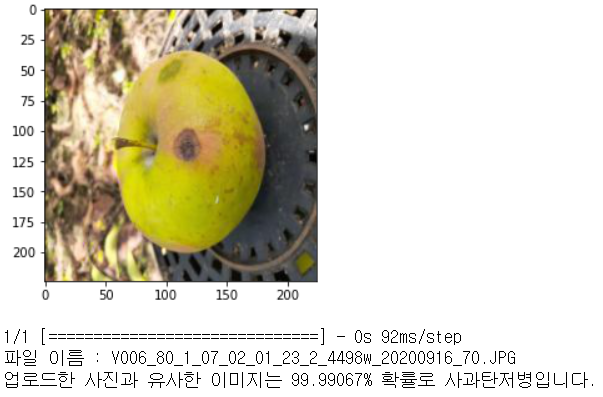 0
25
50
75
100
125
150
175
200
0 50 100 150 200
1/1 [==============================] - 0s 92ms/step
파일 이름 : V006_80_1_07_02_01_23_2_4498w_20200916_70.JPG
업로드한 사진과 유사한 이미지는 99.99067% 확률로 사과탄저병입니다.